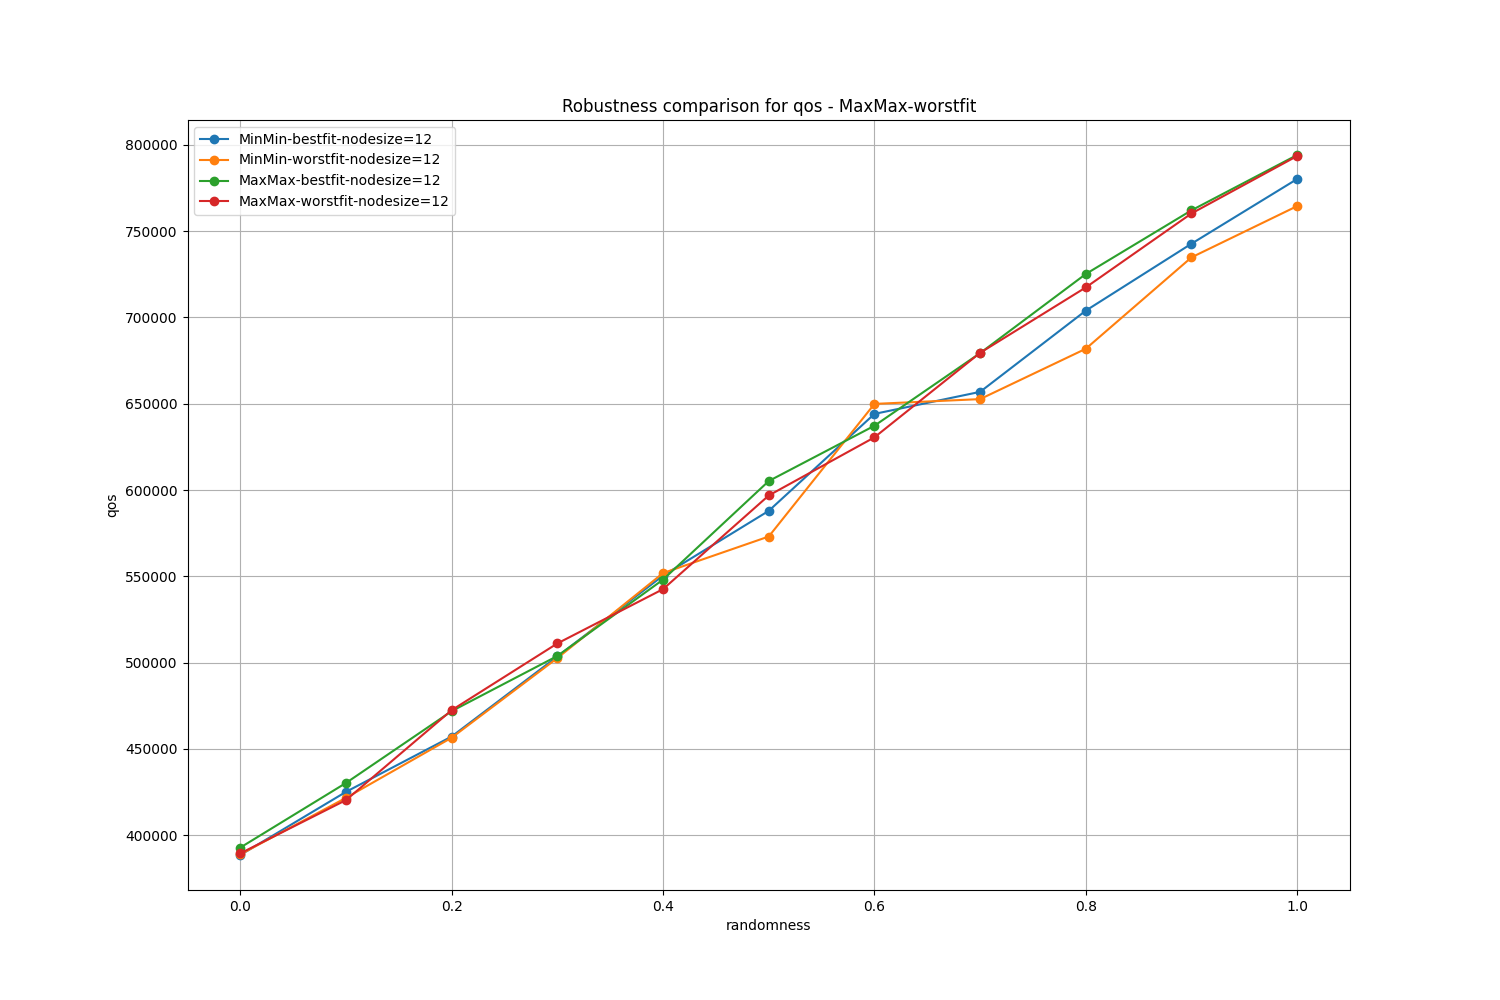 Robustness comparison for qos - MaxMax-worstfit
MinMin-bestfit-nodesize=12
MinMin-worstfit-nodesize=12
MaxMax-bestfit-nodesize=12
MaxMax-worstfit-nodesize=12
800000
750000
700000
650000
600000
550000
500000
450000
400000
qos
0.0 0.2 0.4 0.6 0.8 1.0
randomness